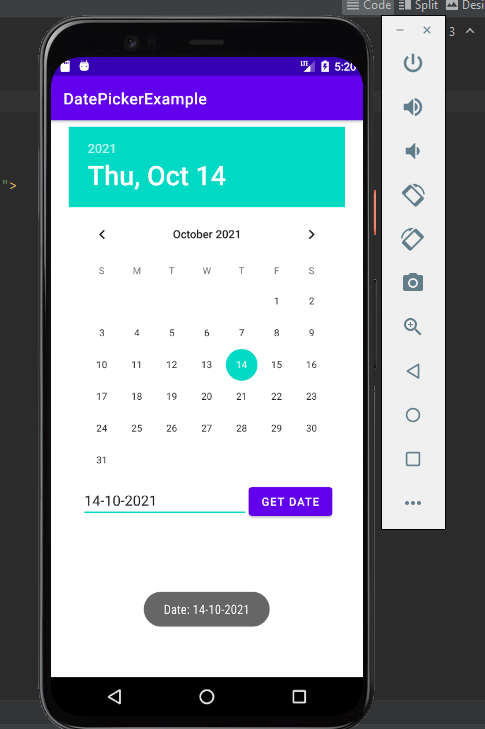 Code Split Desi
3
LTE 5:20
DatePickerExample
">
2021
Thu, Oct 14
October 2021
S M T W T F S
1 2
3 4 5 6 7 8 9
10 11 12 13 14 15 16
17 18 19 20 21 22 23
24 25 26 27 28 29 30
31
14-10-2021 GET DATE
Date: 14-10-2021